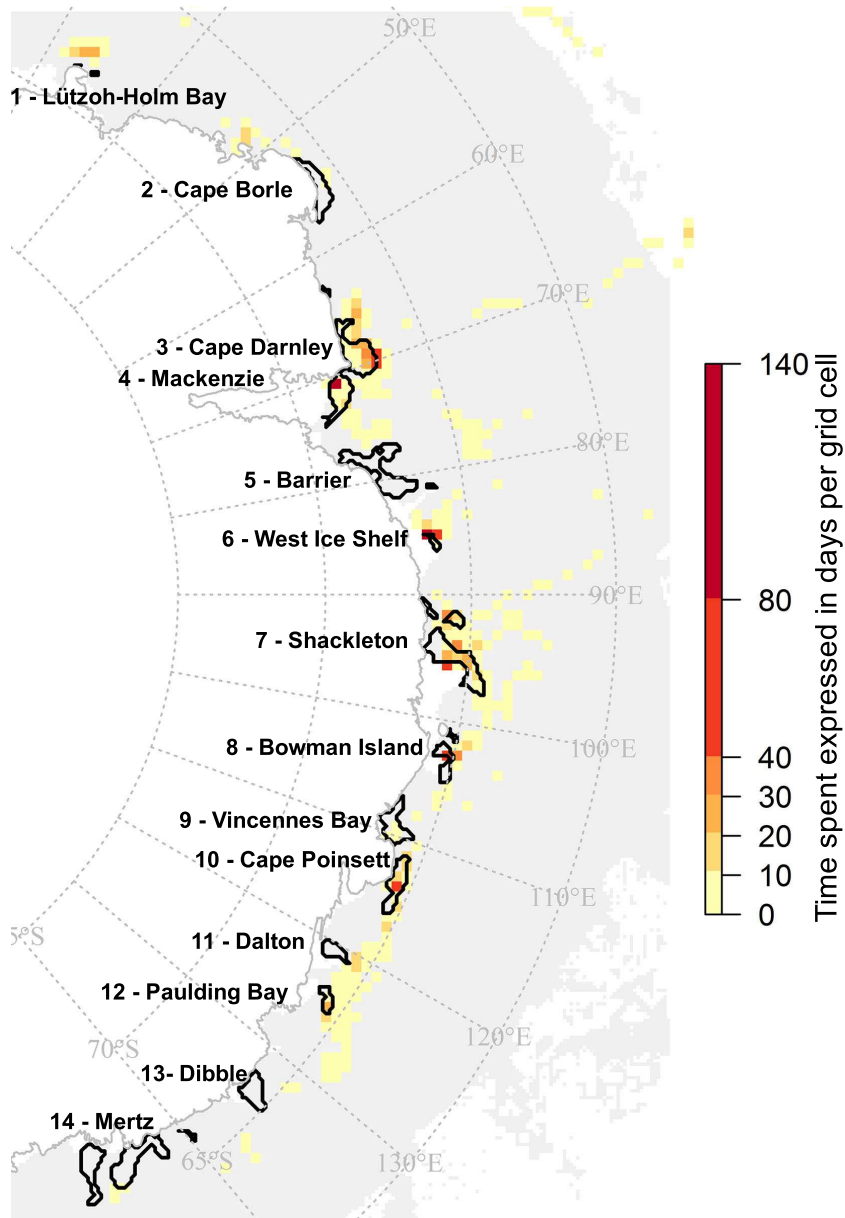 50°E
1 - Lützoh-Holm Bay
60°E
2 - Cape Borle
70°E
3 - Cape Darnley
4 - Mackenzie
140
80°E
5 - Barrier
6 - West Ice Shelf
90°E
80
7 - Shackleton
8 - Bowman Island
100°E
40
30
9 - Vincennes Bay
20
10 - Cape Poinsett
10
110°E
0
Time spent expressed in days per grid cell
5°S
11 - Dalton
12 - Paulding Bay
120°E
70°S
13- Dibble
14 - Mertz
65°S
130°E